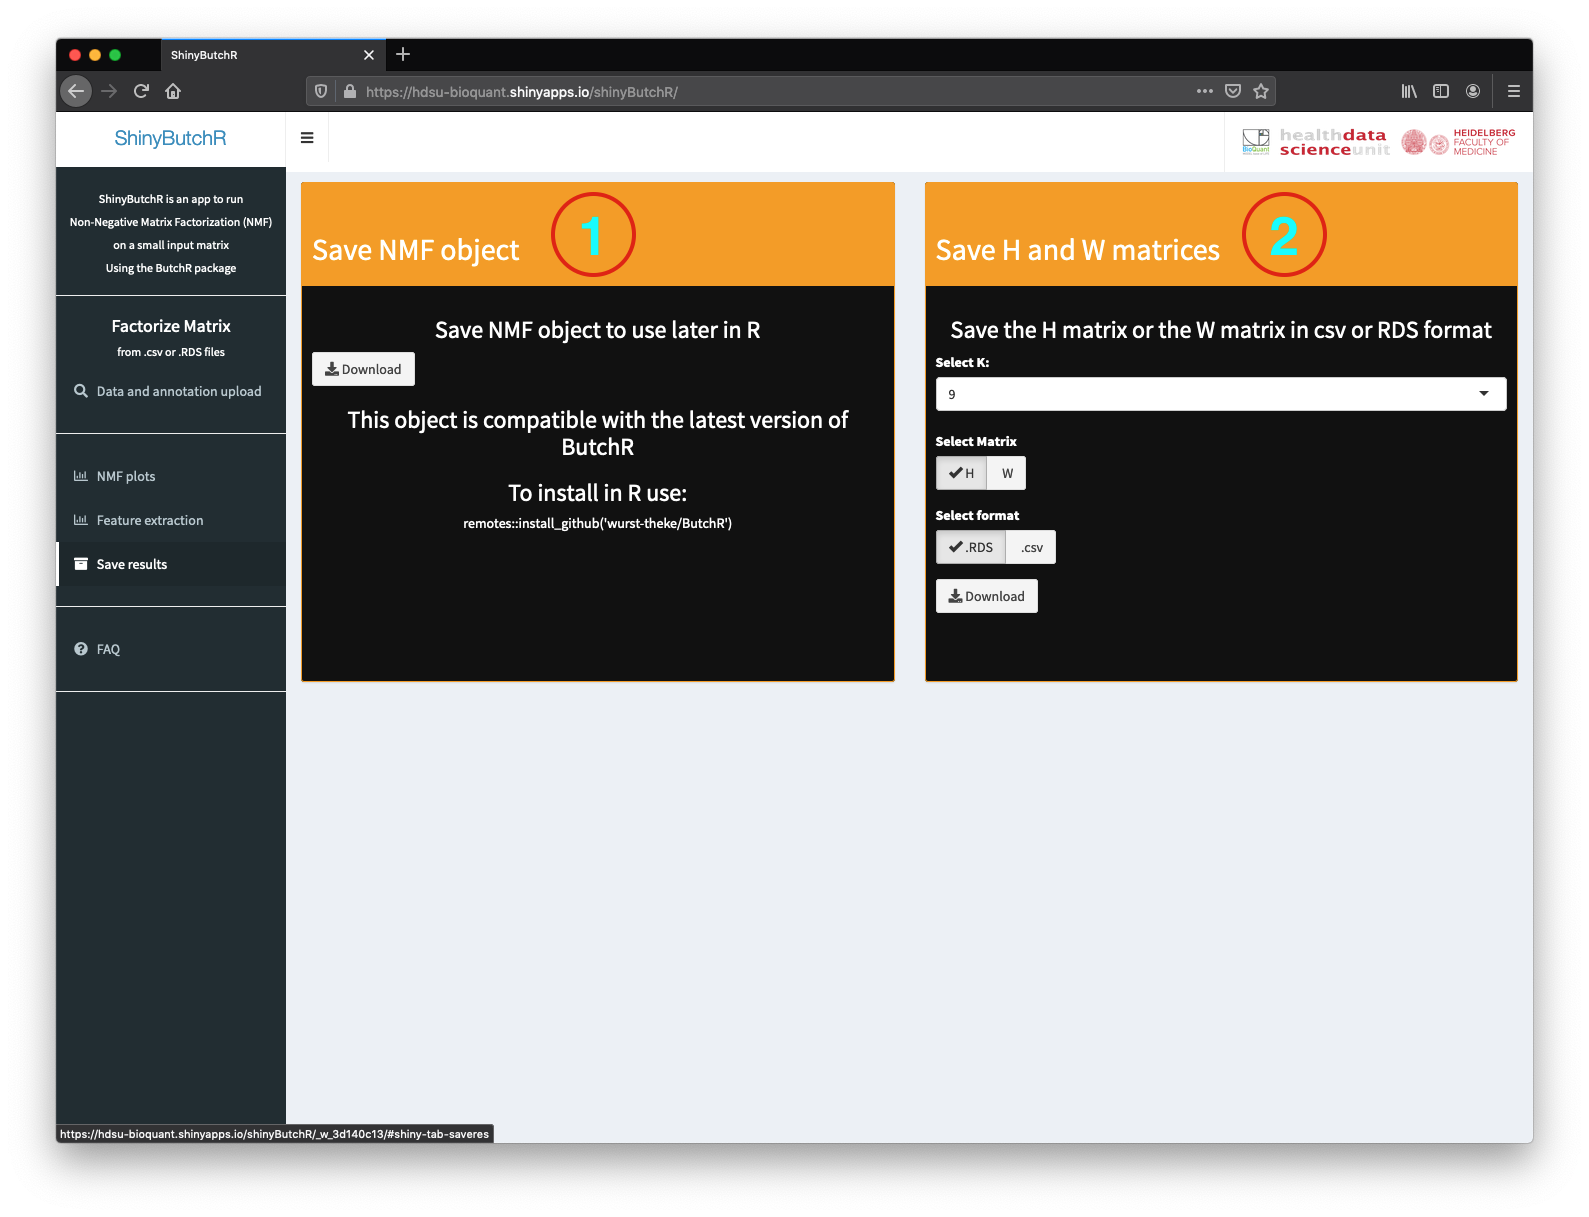 ShinyButchR
https://hdsu-bioquant.shinyapps.io/shinyButchR/
ShinyButchR
BioQuant
healthdata
scienceunit
HEIDELBERG
FACULTY OF
MEDICINE
ShinyButchR is an app to run
Non-Negative Matrix Factorization (NMF)
on a small input matrix
Using the ButchR package
Factorize Matrix
from .csv or .RDS files
Data and annotation upload
NMF plots
Feature extraction
Save results
FAQ
Save NMF object
1
Save NMF object to use later in R
Download
This object is compatible with the latest version of
ButchR
To install in R use:
remotes::install_github('wurst-theke/ButchR')
Save H and W matrices
2
Save the H matrix or the W matrix in csv or RDS format
Select K:
9
Select Matrix
H W
Select format
.RDS .csv
Download
https://hdsu-bioquant.shinyapps.io/shinyButchR/_w_3d140c13/#shiny-tab-saveres